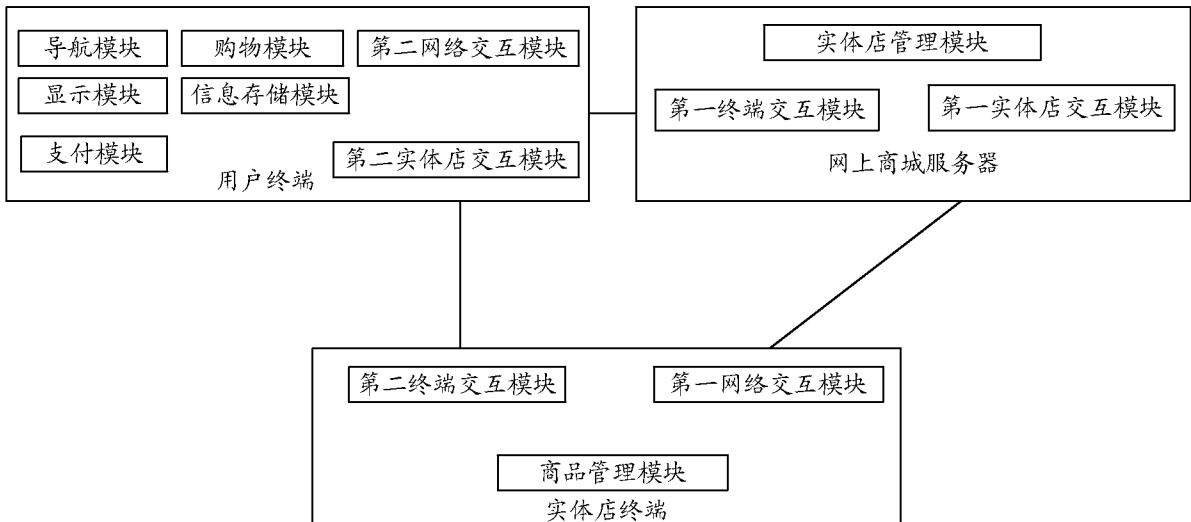 导航模块
购物模块
第二网络交互模块
显示模块
信息存储模块
支付模块
第二实体店交互模块
用户终端
实体店管理模块
第一终端交互模块
第一实体店交互模块
网上商城服务器
第二终端交互模块
第一网络交互模块
商品管理模块
实体店终端